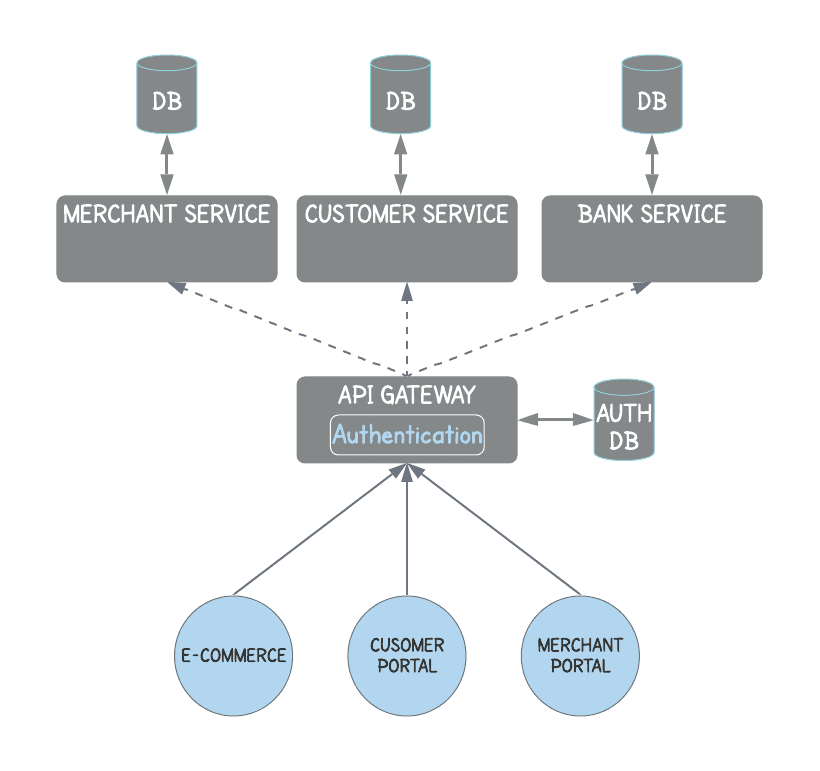 DB
DB
DB
MERCHANT SERVICE
CUSTOMER SERVICE
BANK SERVICE
API GATEWAY
Authentication
AUTH
DB
E-COMMERCE
CUSOMER
PORTAL
MERCHANT
PORTAL